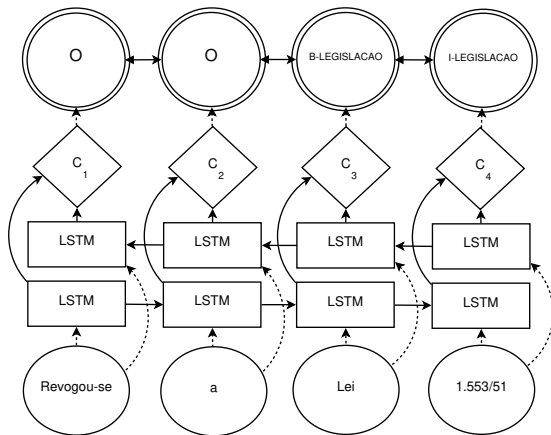 O O B-LEGISLACAO I-LEGISLACAO
C1 C2 C3 C4
LSTM LSTM LSTM LSTM
LSTM LSTM LSTM LSTM
Revogou-se a Lei 1.553/51